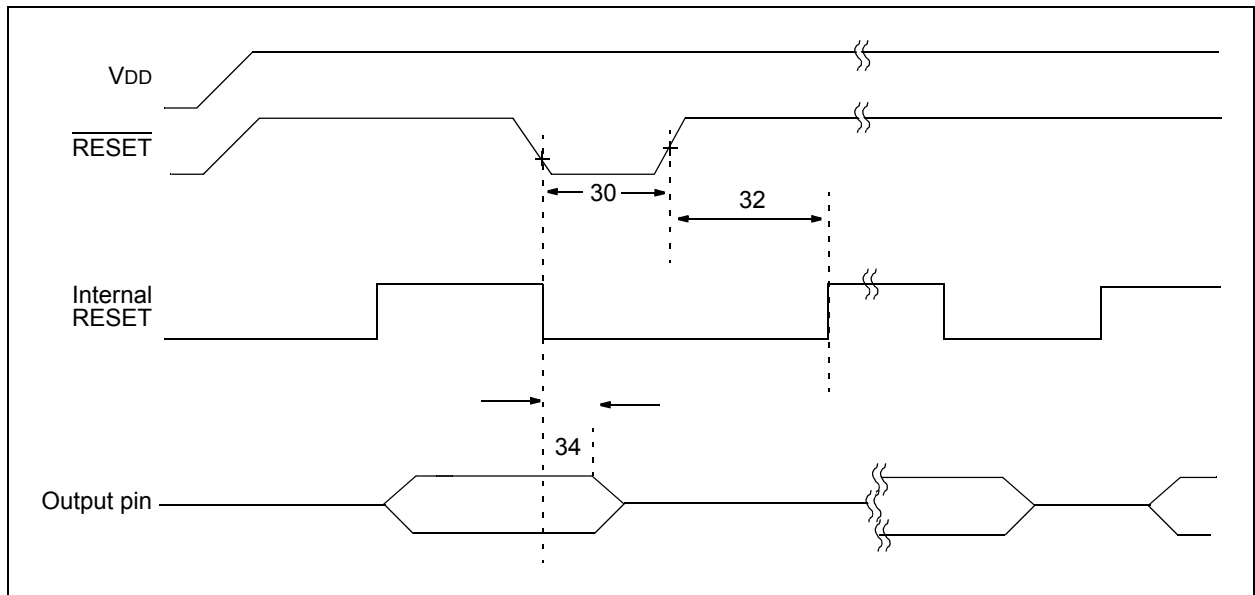 VDD
RESET
30
32
Internal
RESET
34
Output pin